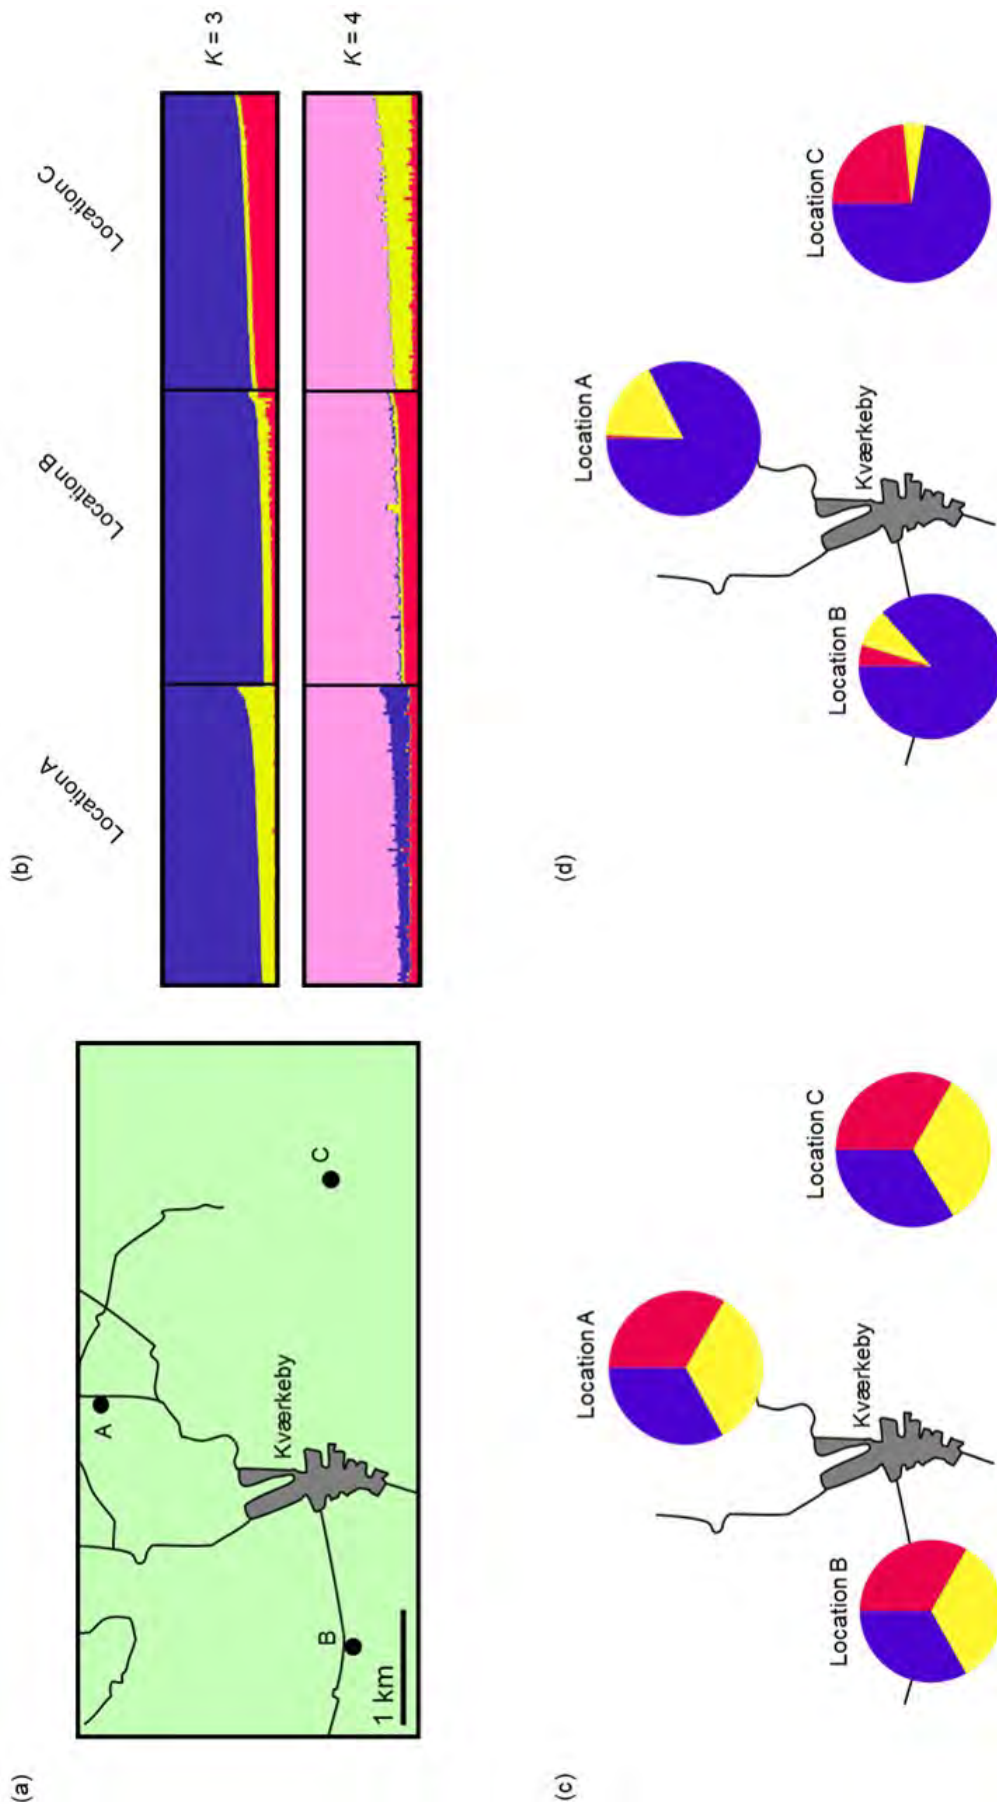 (a)
A
Kværkeby
B
C
1 km
(b)
Location A
Location B
Location C
K = 3
K = 4
(c)
Location A
Kværkeby
Location B
Location C
(d)
Location A
Kværkeby
Location B
Location C